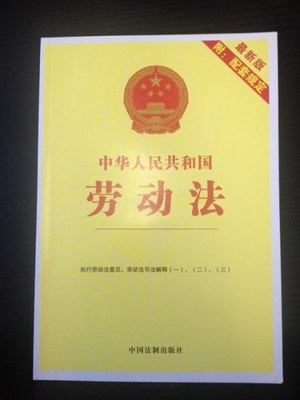 最新版
附：配套规定
中华人民共和国
劳动法
执行劳动法意见、劳动法司法解释（一）、（二）、（三）
中国法制出版社